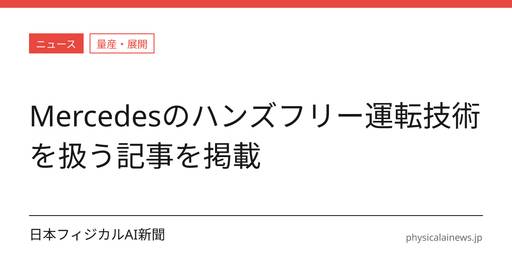 ニュース 量産・展開
Mercedesのハンズフリー運転技術
を扱う記事を掲載
日本フィジカルAI新聞
physicalainews.jp